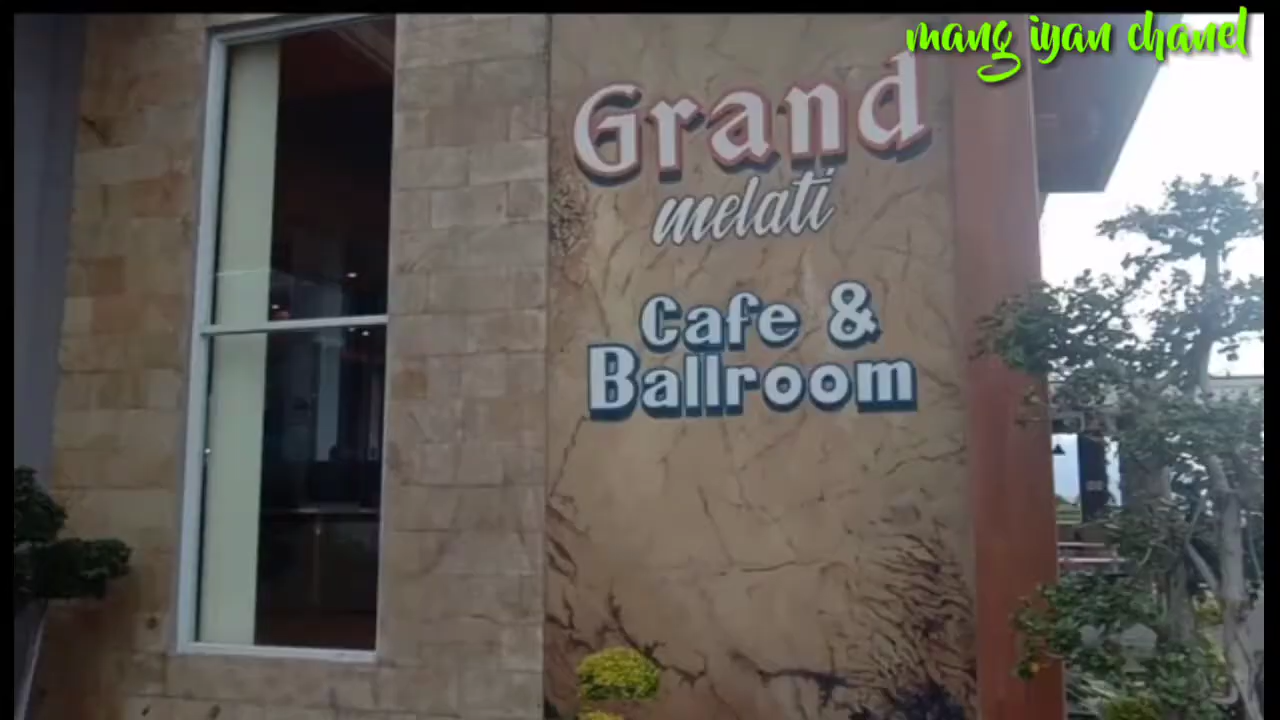 mang iyan chanel
Grand
melati
Cafe &
Ballroom